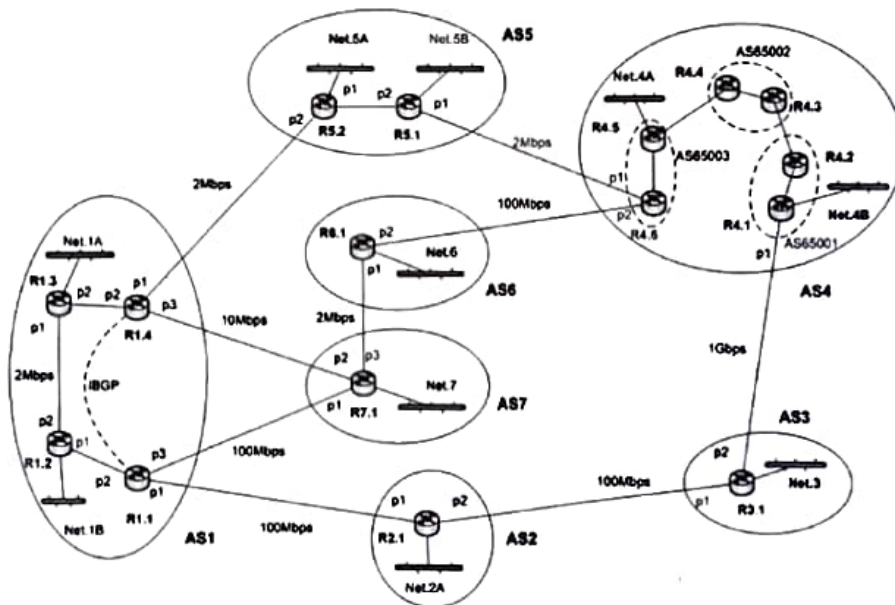 Net.5A
Net.5B
AS5
p1
p2
p1
p2
R5.2
R5.1
2Mbps
2Mbps
AS65002
R4.4
Net.4A
R4.3
R4.5
AS65003
R4.2
p1
p2
R4.6
R4.1
Net.4B
AS65001
p1
AS4
100Mbps
R6.1
p2
Net.6
p1
AS6
2Mbps
Net.1A
R1.3
p2
p2
p1
p3
p1
R1.4
10Mbps
2Mbps
IBGP
p2
p3
Net.7
p1
R7.1
AS7
1Gbps
p2
p1
R1.2
p3
p2
p1
Net.1B
R1.1
AS1
100Mbps
100Mbps
p1
p2
R2.1
AS2
Net.2A
100Mbps
AS3
p2
Net.3
p1
R3.1